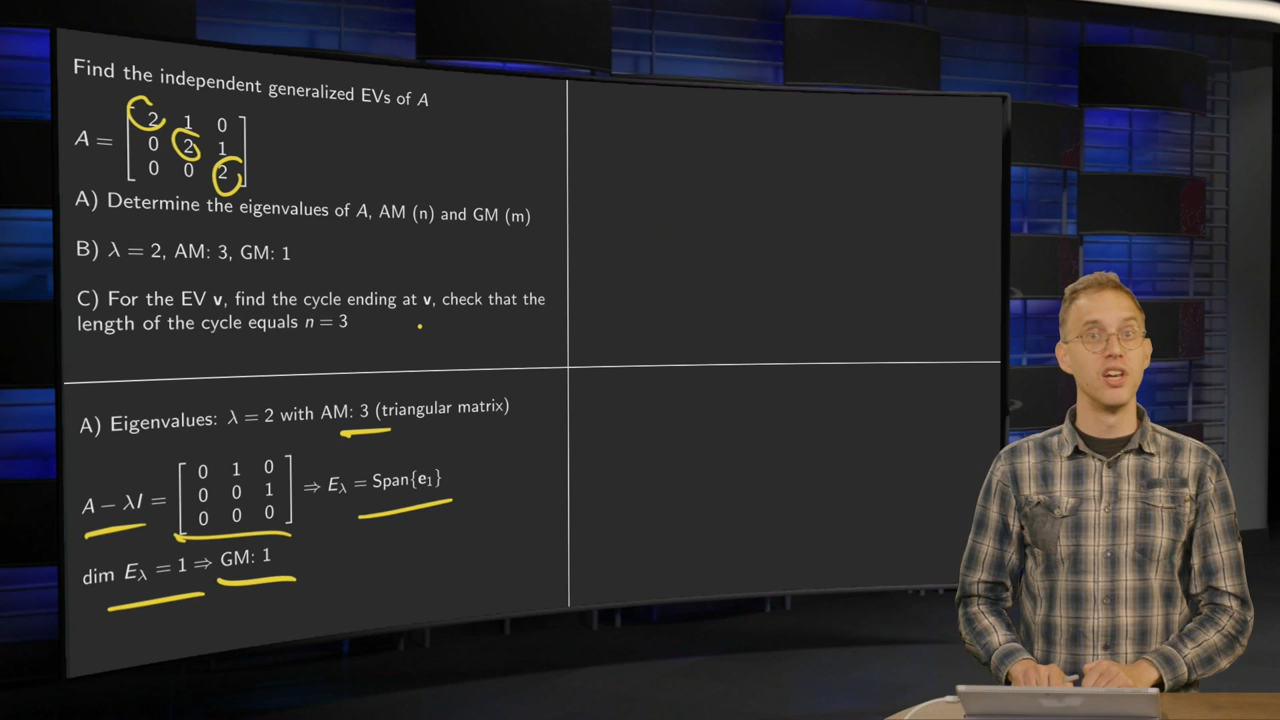 Find the independent generalized EVs of A
A = [ 2 1 0
0 2 1
0 0 2 ]
A) Determine the eigenvalues of A, AM (n) and GM (m)
B) λ = 2, AM: 3, GM: 1
C) For the EV v, find the cycle ending at v, check that the
length of the cycle equals n = 3
A) Eigenvalues: λ = 2 with AM: 3 (triangular matrix)
A − λI = [ 0 1 0
0 0 1
0 0 0 ] ⇒ E_λ = Span{e₁}
dim E_λ = 1 ⇒ GM: 1